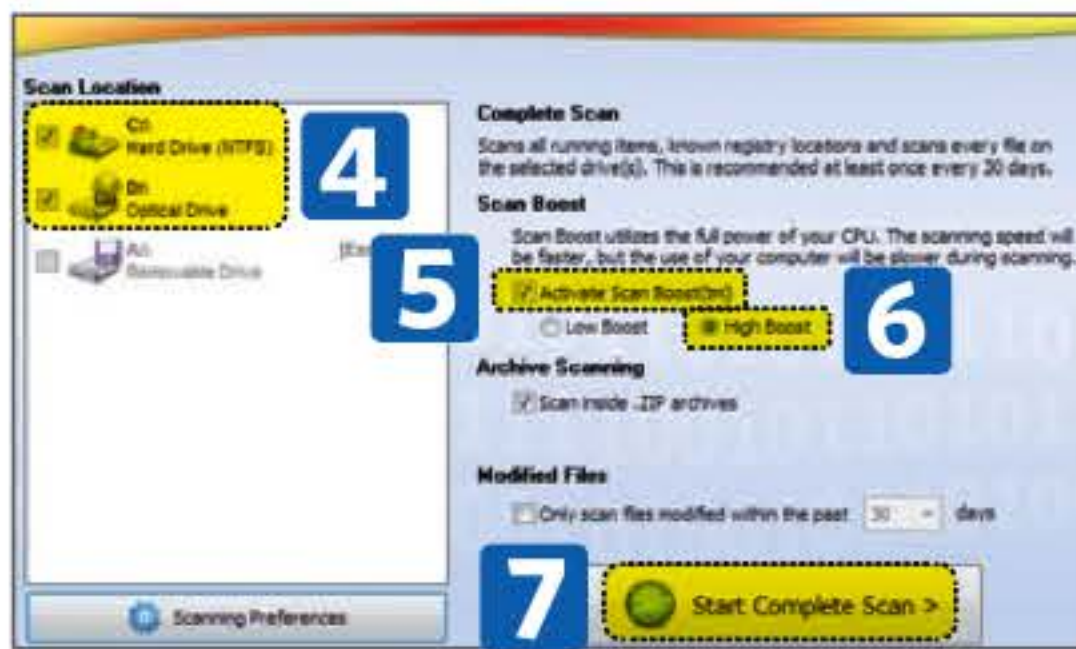 Scan Location
C:\
Hard Drive (NTFS)
4
D:\
Optical Drive
A:\
Removable Drive
Complete Scan
Scans all running items, known registry locations and scans every file on
the selected drive(s). This is recommended at least once every 30 days.
Scan Boost
Scan Boost utilizes the full power of your CPU. The scanning speed will
be faster, but the use of your computer will be slower during scanning.
5
Activate Scan Boost(tm)
Low Boost
High Boost
6
Archive Scanning
Scan inside .ZIP archives
Modified Files
Only scan files modified within the past 30 days
7
Start Complete Scan >
Scanning Preferences